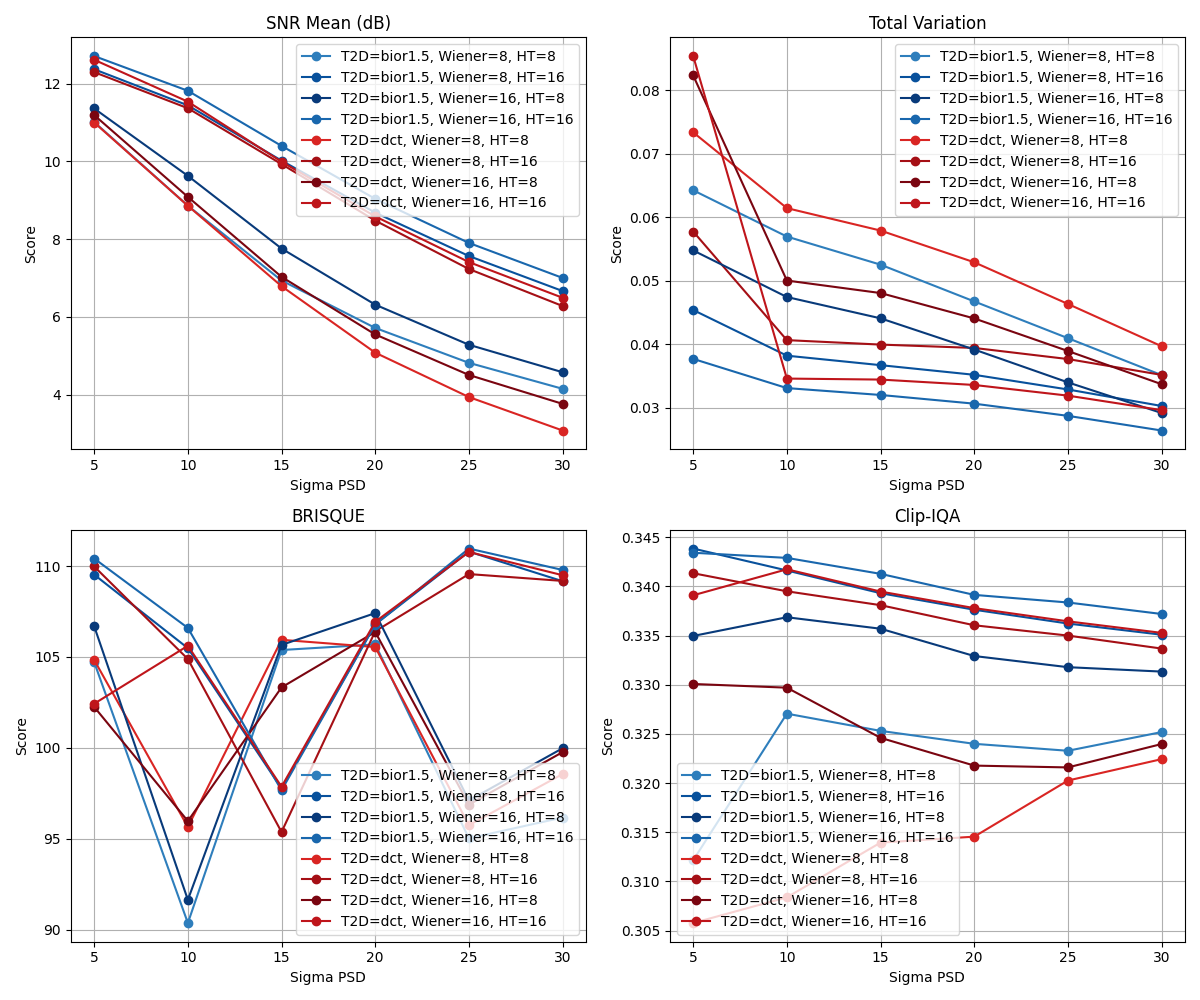 SNR Mean (dB)
12
10
8
6
4
Score
5 10 15 20 25 30
Sigma PSD
T2D=bior1.5, Wiener=8, HT=8
T2D=bior1.5, Wiener=8, HT=16
T2D=bior1.5, Wiener=16, HT=8
T2D=bior1.5, Wiener=16, HT=16
T2D=dct, Wiener=8, HT=8
T2D=dct, Wiener=8, HT=16
T2D=dct, Wiener=16, HT=8
T2D=dct, Wiener=16, HT=16
Total Variation
0.08
0.07
0.06
0.05
0.04
0.03
Score
5 10 15 20 25 30
Sigma PSD
T2D=bior1.5, Wiener=8, HT=8
T2D=bior1.5, Wiener=8, HT=16
T2D=bior1.5, Wiener=16, HT=8
T2D=bior1.5, Wiener=16, HT=16
T2D=dct, Wiener=8, HT=8
T2D=dct, Wiener=8, HT=16
T2D=dct, Wiener=16, HT=8
T2D=dct, Wiener=16, HT=16
BRISQUE
110
105
100
95
90
Score
5 10 15 20 25 30
Sigma PSD
T2D=bior1.5, Wiener=8, HT=8
T2D=bior1.5, Wiener=8, HT=16
T2D=bior1.5, Wiener=16, HT=8
T2D=bior1.5, Wiener=16, HT=16
T2D=dct, Wiener=8, HT=8
T2D=dct, Wiener=8, HT=16
T2D=dct, Wiener=16, HT=8
T2D=dct, Wiener=16, HT=16
Clip-IQA
0.345
0.340
0.335
0.330
0.325
0.320
0.315
0.310
0.305
Score
5 10 15 20 25 30
Sigma PSD
T2D=bior1.5, Wiener=8, HT=8
T2D=bior1.5, Wiener=8, HT=16
T2D=bior1.5, Wiener=16, HT=8
T2D=bior1.5, Wiener=16, HT=16
T2D=dct, Wiener=8, HT=8
T2D=dct, Wiener=8, HT=16
T2D=dct, Wiener=16, HT=8
T2D=dct, Wiener=16, HT=16